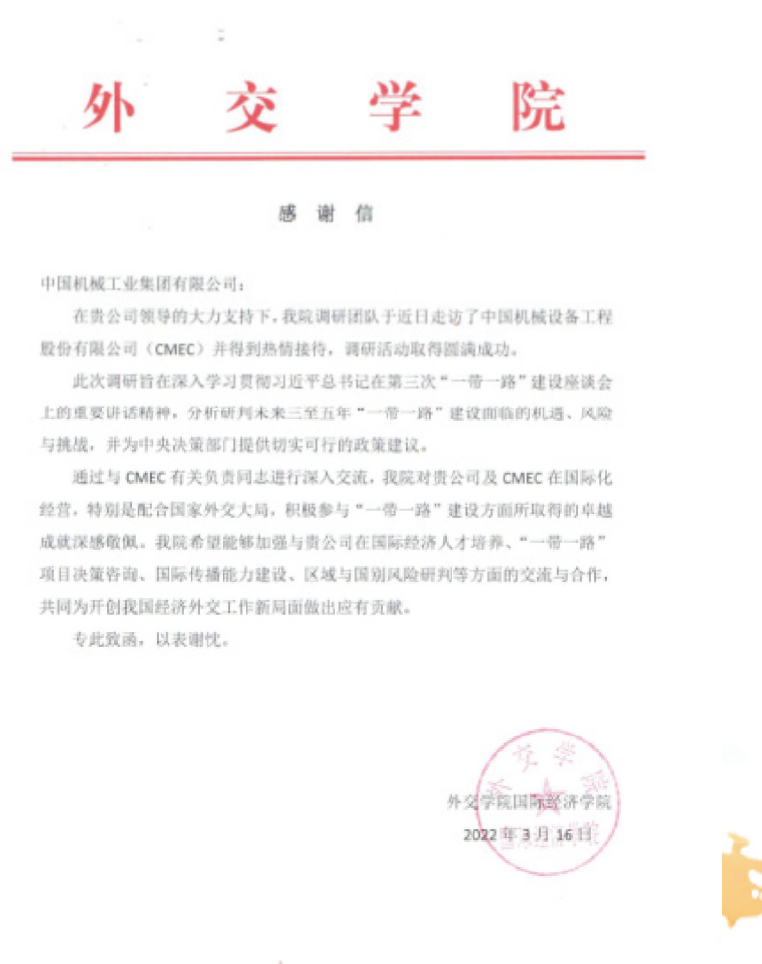 外交学院
感谢信
中国机械工业集团有限公司：
在贵公司领导的大力支持下，我院调研团队于近日走访了中国机械设备工程
股份有限公司（CMEC）并得到热情接待，调研活动取得圆满成功。
此次调研旨在深入学习贯彻习近平总书记在第三次“一带一路”建设座谈会
上的重要讲话精神，分析研判未来三至五年“一带一路”建设面临的机遇、风险
与挑战，并为中央决策部门提供切实可行的政策建议。
通过与 CMEC 有关负责同志进行深入交流，我院对贵公司及 CMEC 在国际化
经营，特别是配合国家外交大局，积极参与“一带一路”建设方面所取得的卓越
成就深感敬佩。我院希望能够加强与贵公司在国际经济人才培养、“一带一路”
项目决策咨询、国际传播能力建设、区域与国别风险研判等方面的交流与合作，
共同为开创我国经济外交工作新局面做出应有贡献。
专此致函，以表谢忱。
外交学院
外交学院国际经济学院
2022 年 3 月 16 日
国际经济学院